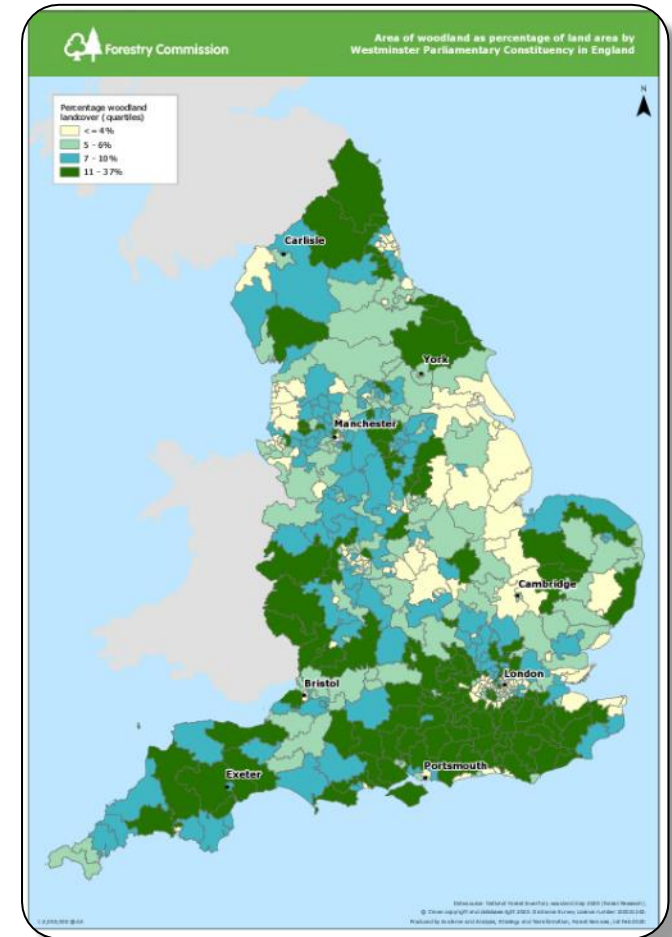 Forestry Commission
Area of woodland as percentage of land area by
Westminster Parliamentary Constituency in England
N
Percentage woodland
landcover (quartiles)
< = 4%
5 - 6%
7 - 10%
11 - 37%
Carlisle
York
Manchester
Cambridge
London
Bristol
Portsmouth
Exeter